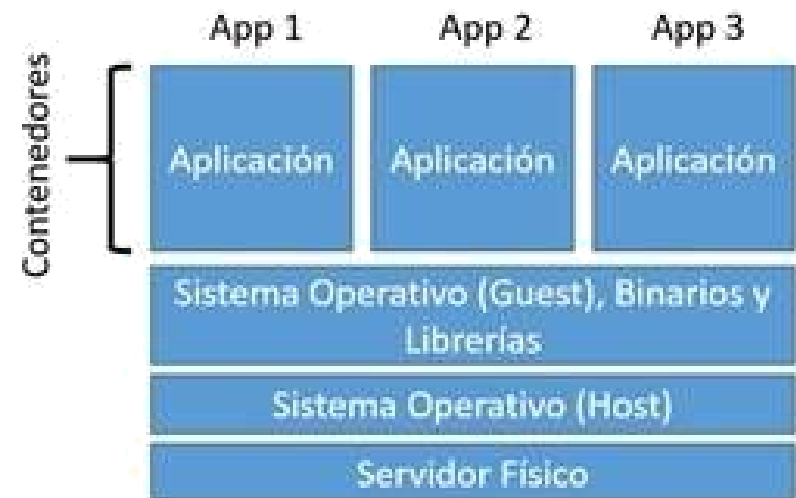 App 1
App 2
App 3
Contenedores
Aplicación
Aplicación
Aplicación
Sistema Operativo (Guest), Binarios y
Librerías
Sistema Operativo (Host)
Servidor Físico